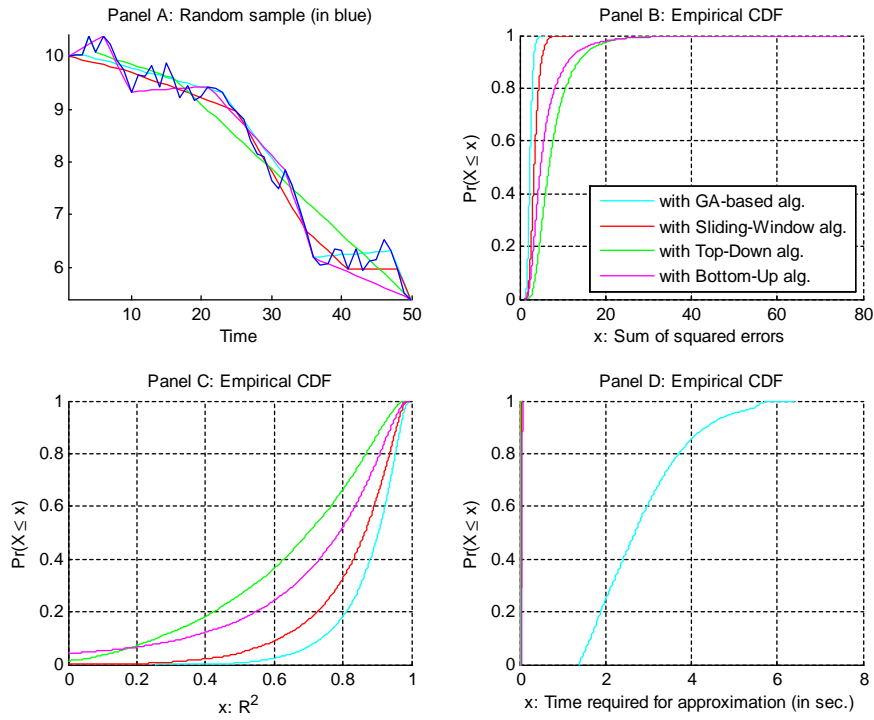 Panel A: Random sample (in blue)
10
9
8
7
6
10
20
30
40
50
Time
Panel B: Empirical CDF
1
0.8
0.6
0.4
0.2
0
0
20
40
60
80
Pr(X ≤ x)
x: Sum of squared errors
with GA-based alg.
with Sliding-Window alg.
with Top-Down alg.
with Bottom-Up alg.
Panel C: Empirical CDF
1
0.8
0.6
0.4
0.2
0
0
0.2
0.4
0.6
0.8
1
Pr(X ≤ x)
x: R²
Panel D: Empirical CDF
1
0.8
0.6
0.4
0.2
0
0
2
4
6
8
Pr(X ≤ x)
x: Time required for approximation (in sec.)